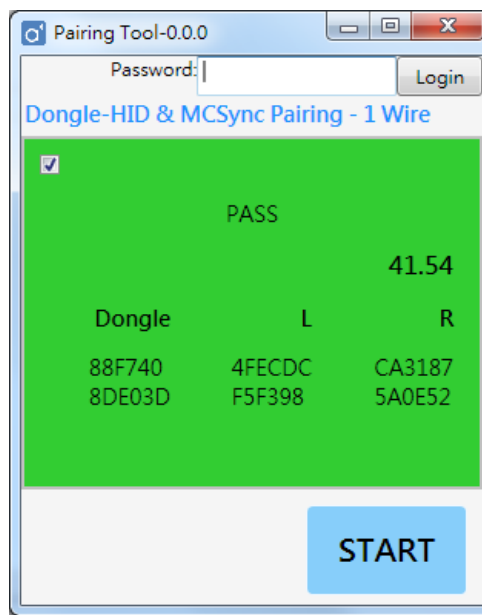 Pairing Tool-0.0.0
Password: Login
Dongle-HID & MCSync Pairing - 1 Wire
PASS
41.54
Dongle L R
88F740 4FECDC CA3187
8DE03D F5F398 5A0E52
START